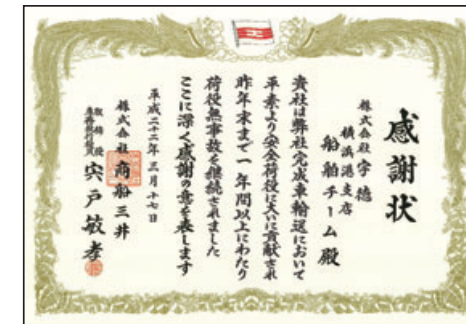 感謝状
株式会社宇徳
横浜港支店
船舶チーム殿
貴社は弊社完成車輸送において
平素より安全荷役に大いに貢献され
昨年末まで一年間以上にわたり
荷役無事故を継続されました
ここに深く感謝の意を表します
平成二十二年三月十七日
株式会社商船三井
取締役
専務執行役員
宍戸敏孝